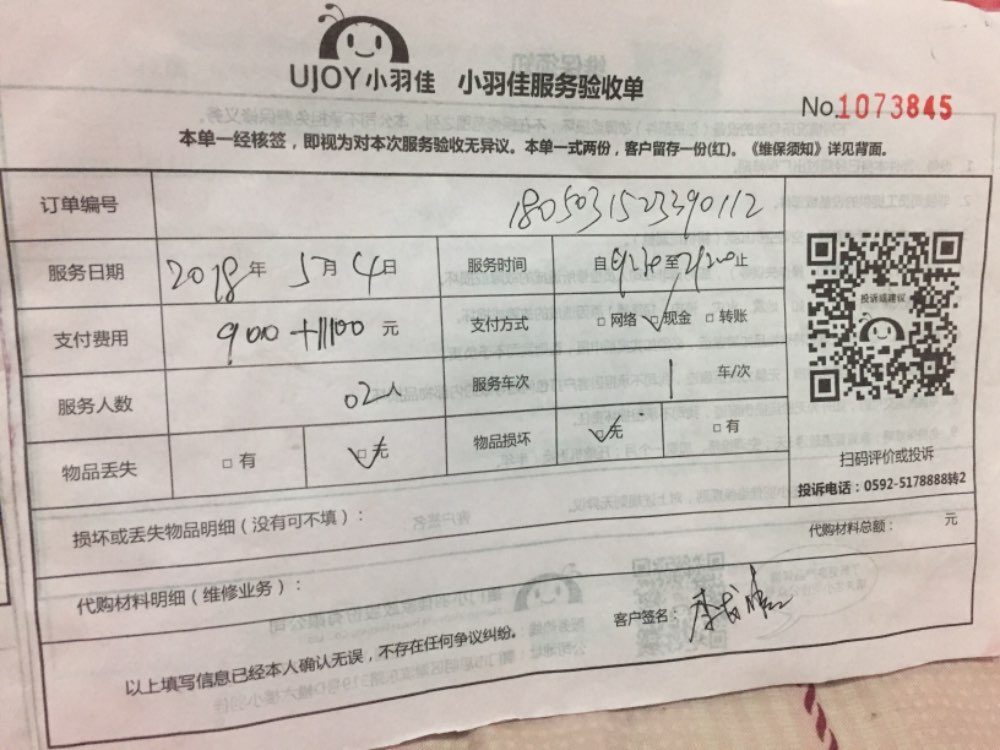 UJOY小羽佳 小羽佳服务验收单
No.1073845
本单一经核签，即视为对本次服务验收无异议。本单一式两份，客户留存一份(红)。《维保须知》详见背面。
订单编号 1805031523390112
服务日期 2018年5月4日 服务时间 自 至 止
支付费用 元 支付方式 □网络 ✓现金 □转账
投诉或建议
服务人数 02人 服务车次 1 车/次
物品丢失 □有 ✓无 物品损坏 ✓无 □有
扫码评价或投诉
投诉电话：0592-5178888转2
损坏或丢失物品明细（没有可不填）：
代购材料总额： 元
代购材料明细（维修业务）：
客户签名：
以上填写信息已经本人确认无误，不存在任何争议纠纷。